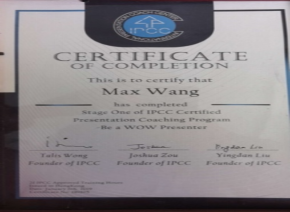 IPCC
CERTIFICATE
OF COMPLETION
This is to certify that
Max Wang
has completed
Stage One of IPCC Certified
Presentation Coaching Program
Be a WOW Presenter
Talis Wong Joshua Zou Yingdan Liu
Founder of IPCC Founder of IPCC Founder of IPCC